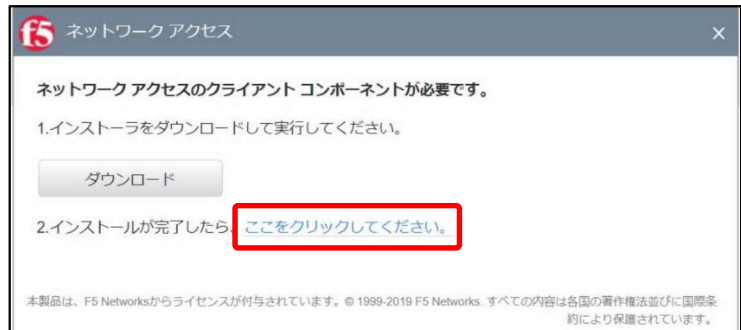 f5 ネットワーク アクセス ×
ネットワーク アクセスのクライアント コンポーネントが必要です。
1.インストーラをダウンロードして実行してください。
ダウンロード
2.インストールが完了したら、ここをクリックしてください。
本製品は、F5 Networksからライセンスが付与されています。© 1999-2019 F5 Networks. すべての内容は各国の著作権法並びに国際条
約により保護されています。